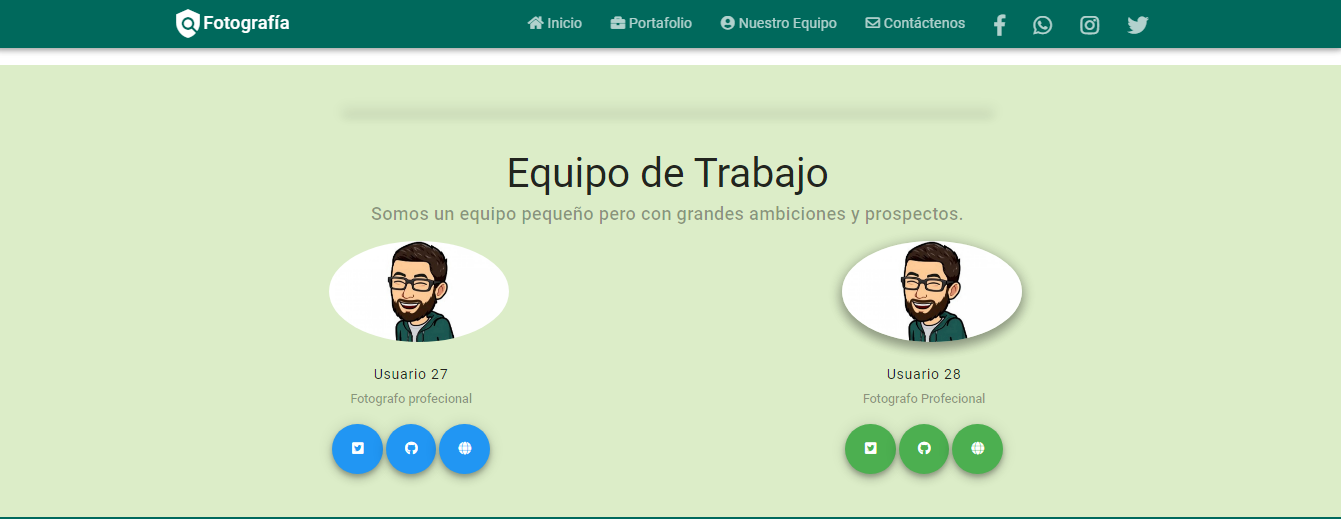 Fotografía Inicio Portafolio Nuestro Equipo Contáctenos
Equipo de Trabajo
Somos un equipo pequeño pero con grandes ambiciones y prospectos.
Usuario 27
Fotografo profecional
Usuario 28
Fotografo Profecional